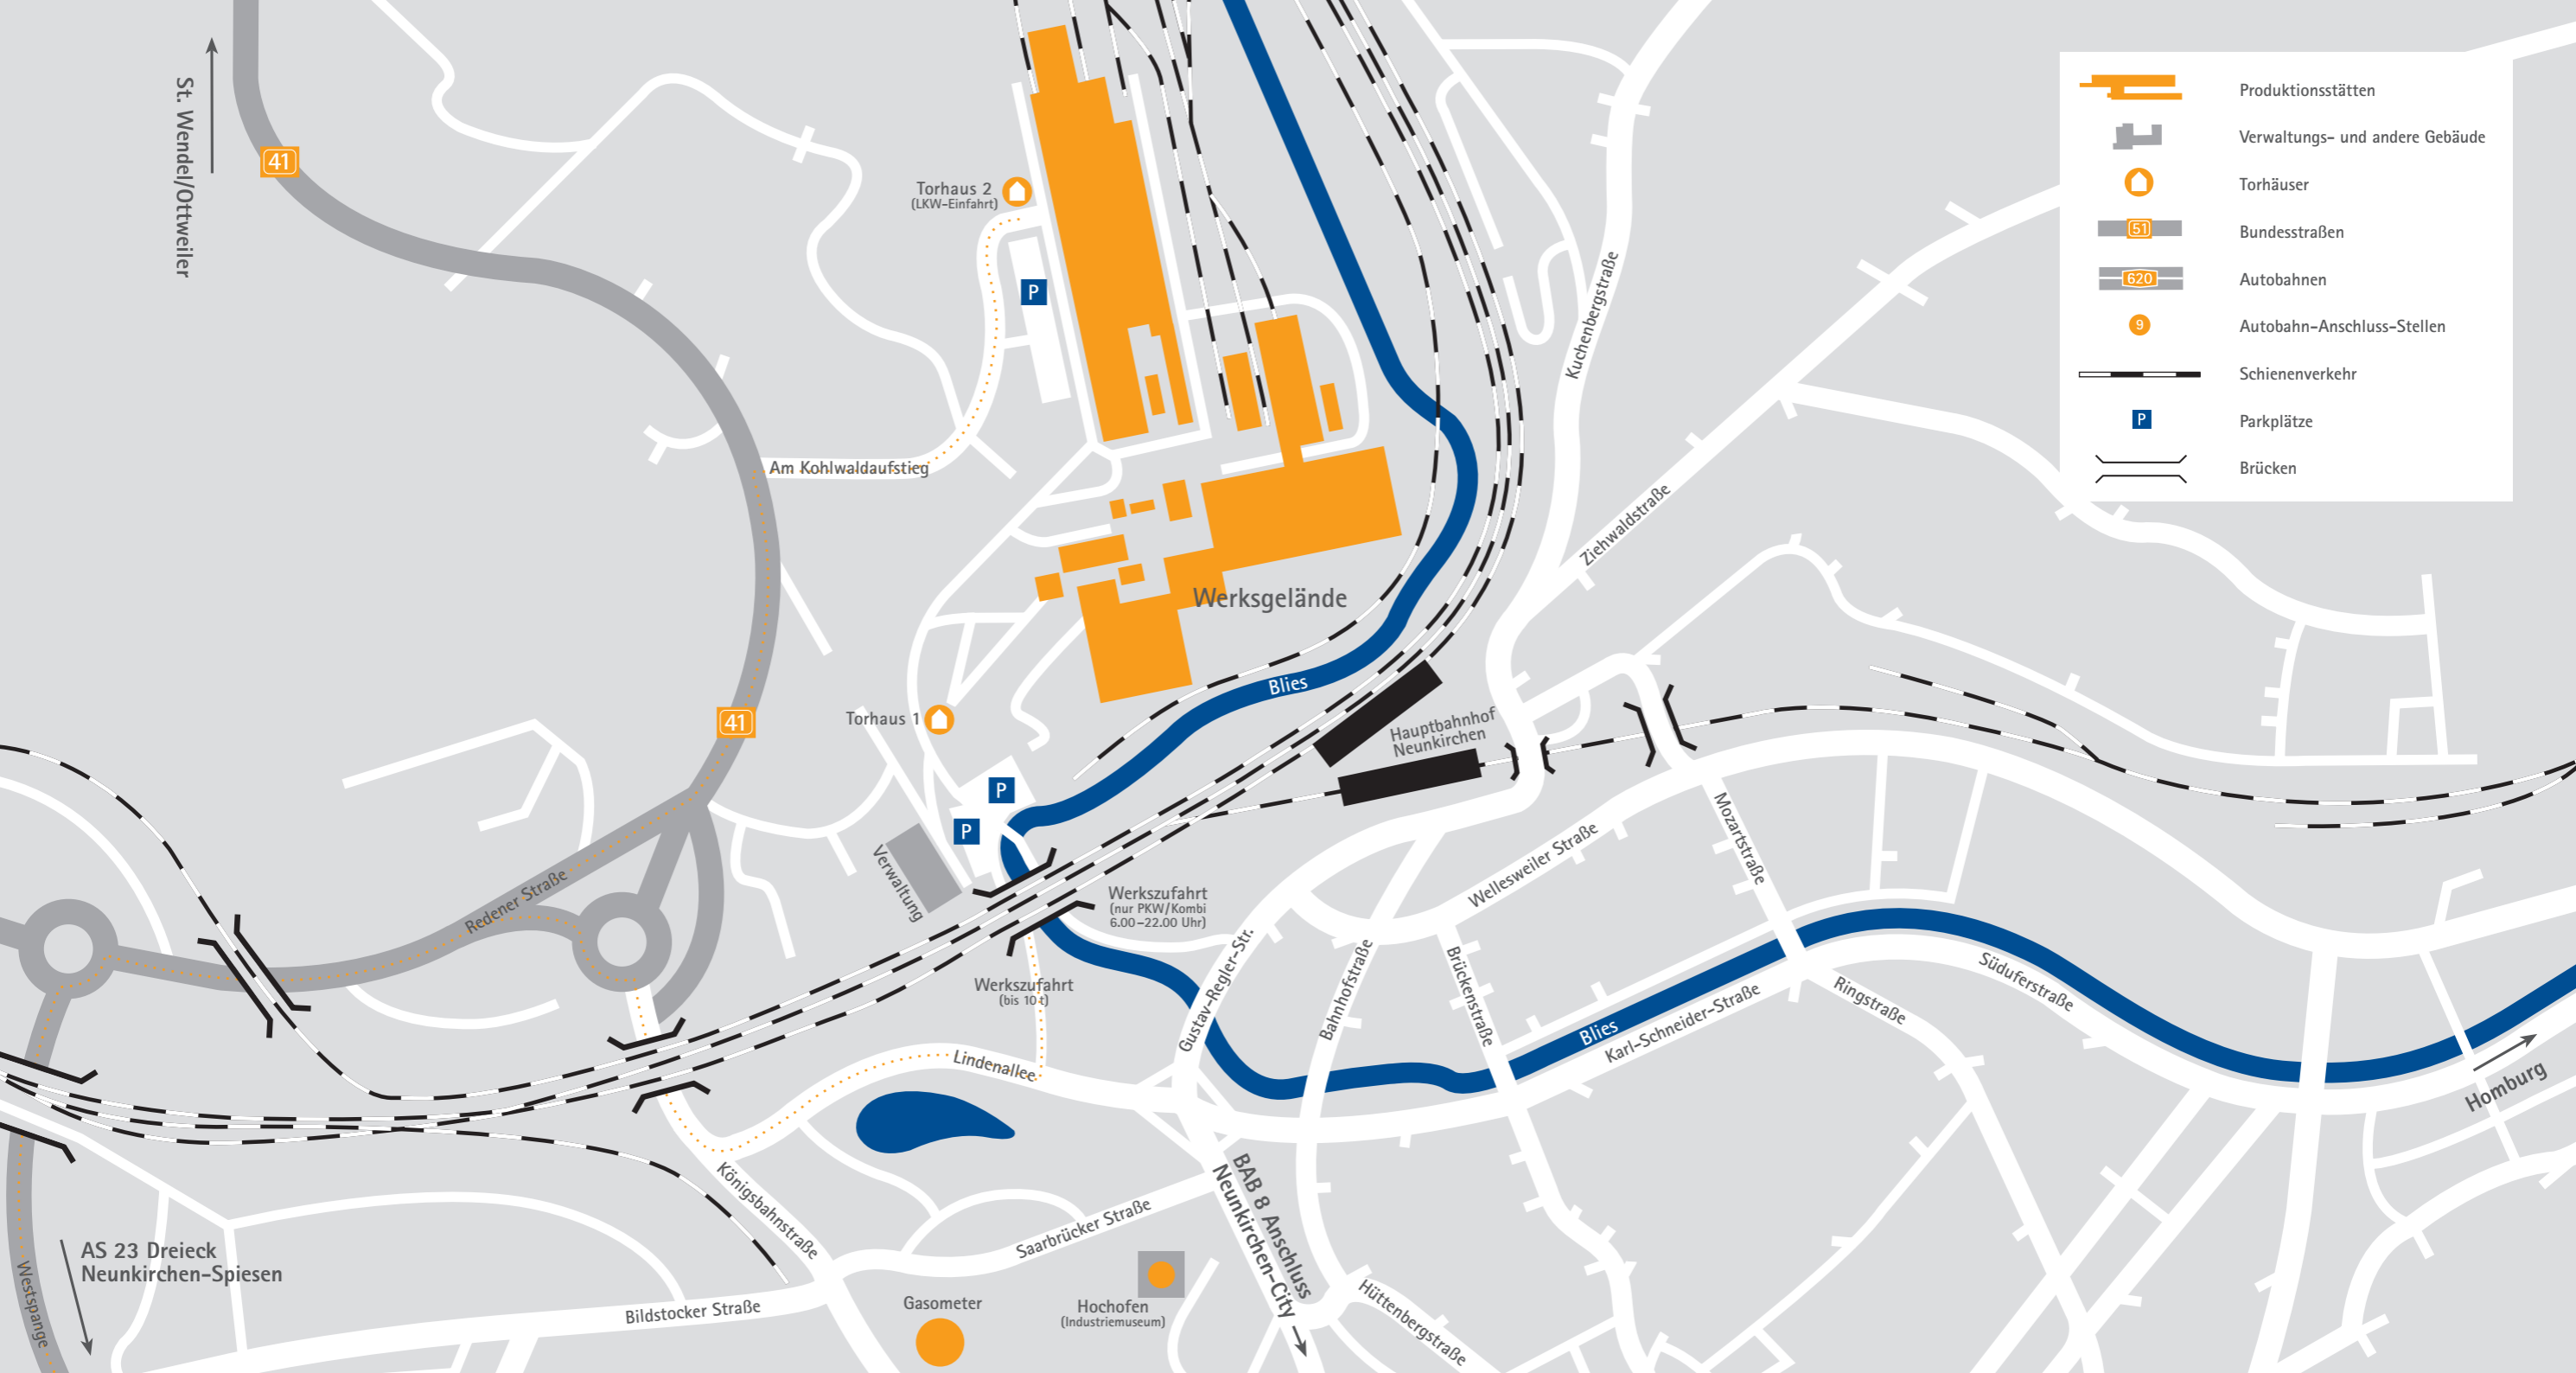 St. Wendel/Ottweiler
41
Torhaus 2
(LKW-Einfahrt)
P
Am Kohlwaldaufstieg
Werksgelände
Kuchenbergstraße
Ziehwaldstraße
Produktionsstätten
Verwaltungs- und andere Gebäude
Torhäuser
51
Bundesstraßen
620
Autobahnen
9
Autobahn-Anschluss-Stellen
Schienenverkehr
P
Parkplätze
Brücken
41
Torhaus 1
Blies
Hauptbahnhof
Neunkirchen
P
P
Verwaltung
Redener Straße
Werkszufahrt
(nur PKW/Kombi
6.00–22.00 Uhr)
Werkszufahrt
(bis 10 t)
Gustav-Regler-Str.
Bahnhofstraße
Brückenstraße
Wellesweiler Straße
Mozartstraße
Blies
Karl-Schneider-Straße
Ringstraße
Süduferstraße
Homburg
Lindenallee
Königsbahnstraße
Saarbrücker Straße
BAB 8 Anschluss
Neunkirchen-City
AS 23 Dreieck
Neunkirchen-Spiesen
Westspange
Bildstocker Straße
Gasometer
Hochofen
(Industriemuseum)
Hüttenbergstraße